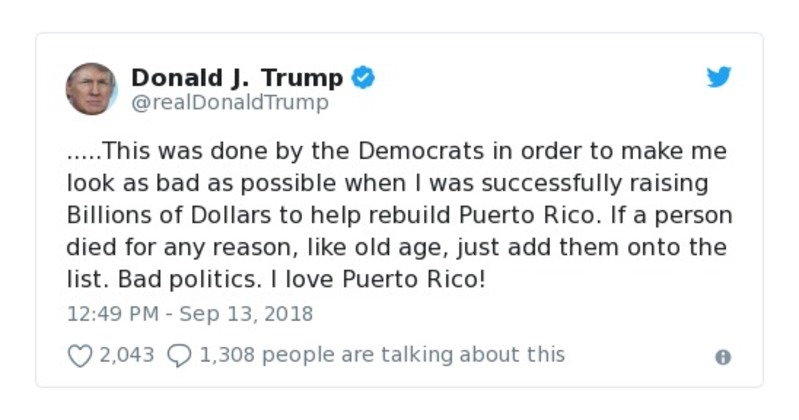 Donald J. Trump
@realDonaldTrump
.....This was done by the Democrats in order to make me
look as bad as possible when I was successfully raising
Billions of Dollars to help rebuild Puerto Rico. If a person
died for any reason, like old age, just add them onto the
list. Bad politics. I love Puerto Rico!
12:49 PM - Sep 13, 2018
2,043 1,308 people are talking about this